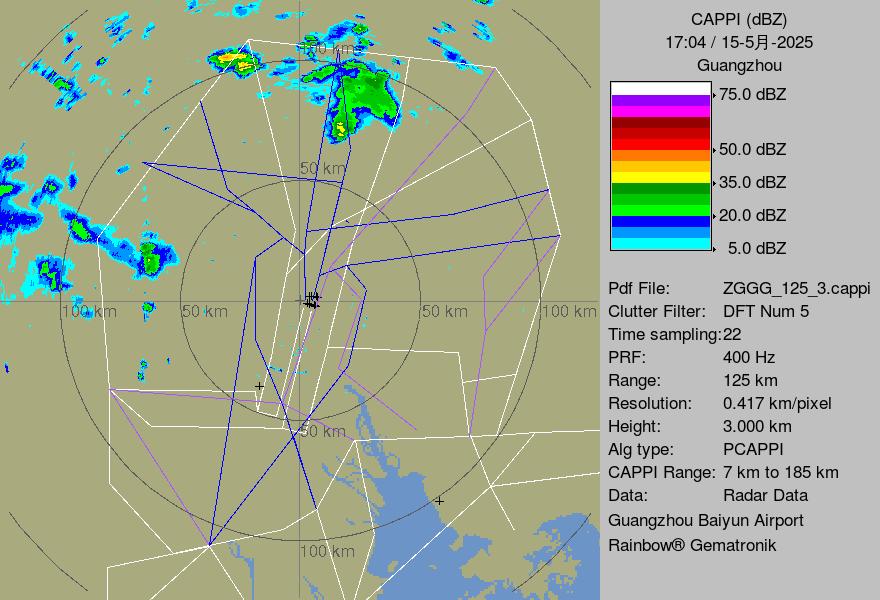 CAPPI (dBZ)
17:04 / 15-5月-2025
Guangzhou
75.0 dBZ
50.0 dBZ
35.0 dBZ
20.0 dBZ
5.0 dBZ
Pdf File: ZGGG_125_3.cappi
Clutter Filter: DFT Num 5
Time sampling:22
PRF: 400 Hz
Range: 125 km
Resolution: 0.417 km/pixel
Height: 3.000 km
Alg type: PCAPPI
CAPPI Range: 7 km to 185 km
Data: Radar Data
Guangzhou Baiyun Airport
Rainbow® Gematronik
100 km
50 km
100 km
50 km
50 km
100 km
50 km
100 km